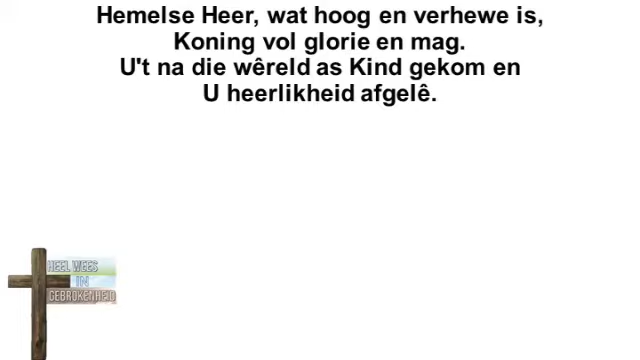 Hemelse Heer, wat hoog en verhewe is,
Koning vol glorie en mag.
U't na die wêreld as Kind gekom en
U heerlikheid afgelê.
HEEL WEES
IN
GEBROKENHEID